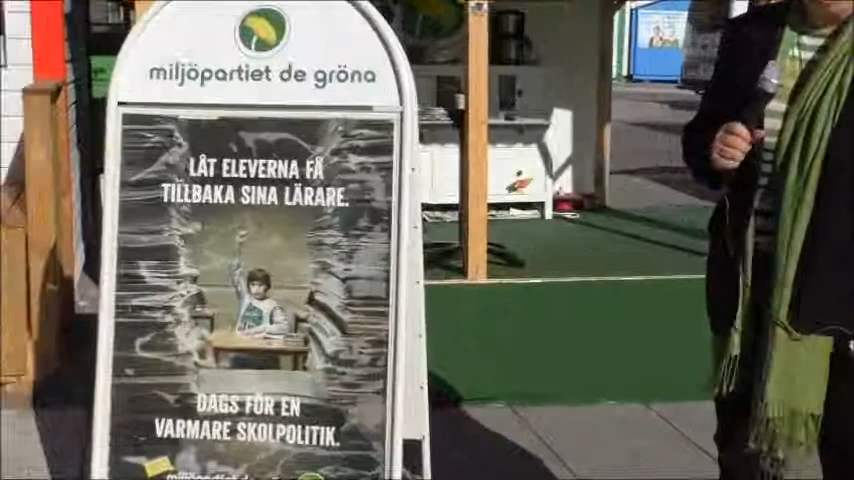 miljöpartiet de gröna
LÅT ELEVERNA FÅ
TILLBAKA SINA LÄRARE.
DAGS FÖR EN
VARMARE SKOLPOLITIK.